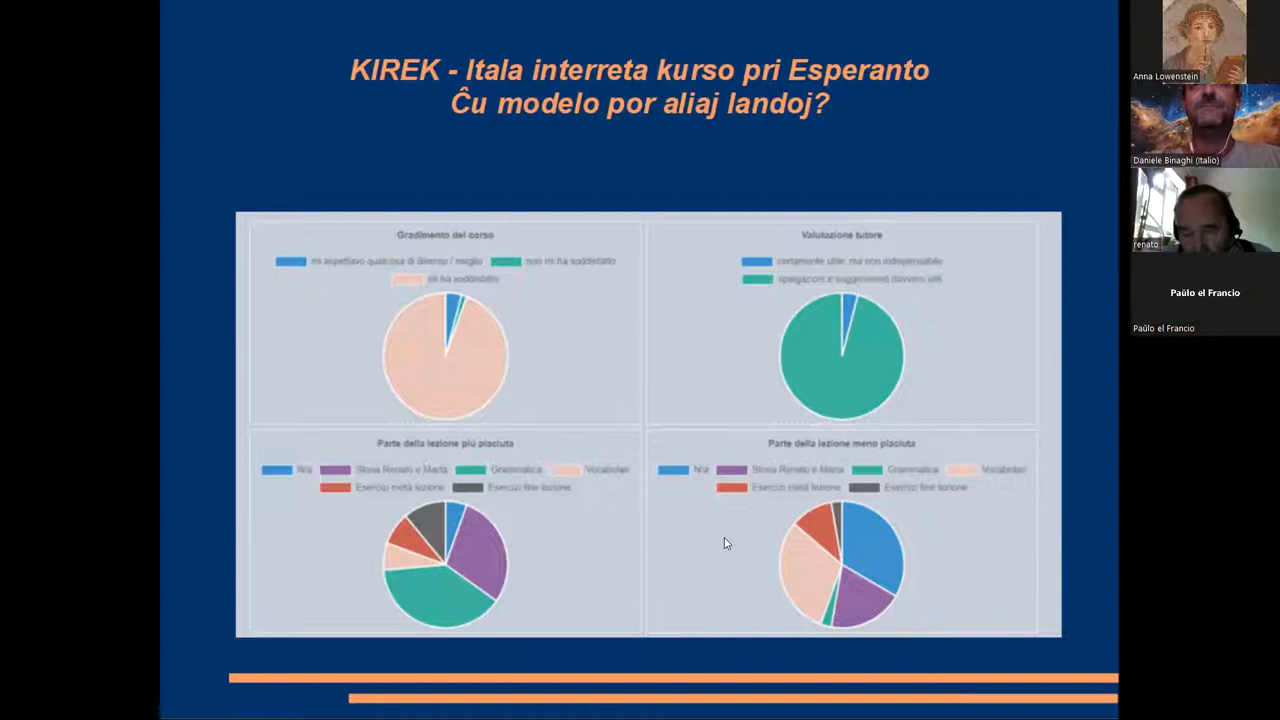 KIREK - Itala interreta kurso pri Esperanto
Ĉu modelo por aliaj landoj?
Gradimento del corso
mi aspettavo qualcosa di diverso / meglio
non mi ha soddisfatto
mi ha soddisfatto
Valutazione tutore
certamente utile, ma non indispensabile
spiegazioni e suggerimenti davvero utili
Parte della lezione più piaciuta
N/a
Storia Renato e Marta
Grammatica
Vocabolari
Esercizi metà lezione
Esercizi fine lezione
Parte della lezione meno piaciuta
N/a
Storia Renato e Marta
Grammatica
Vocabolari
Esercizi metà lezione
Esercizi fine lezione
Anna Lowenstein
Daniele Binaghi (Italio)
renato
Paŭlo el Francio
Paŭlo el Francio